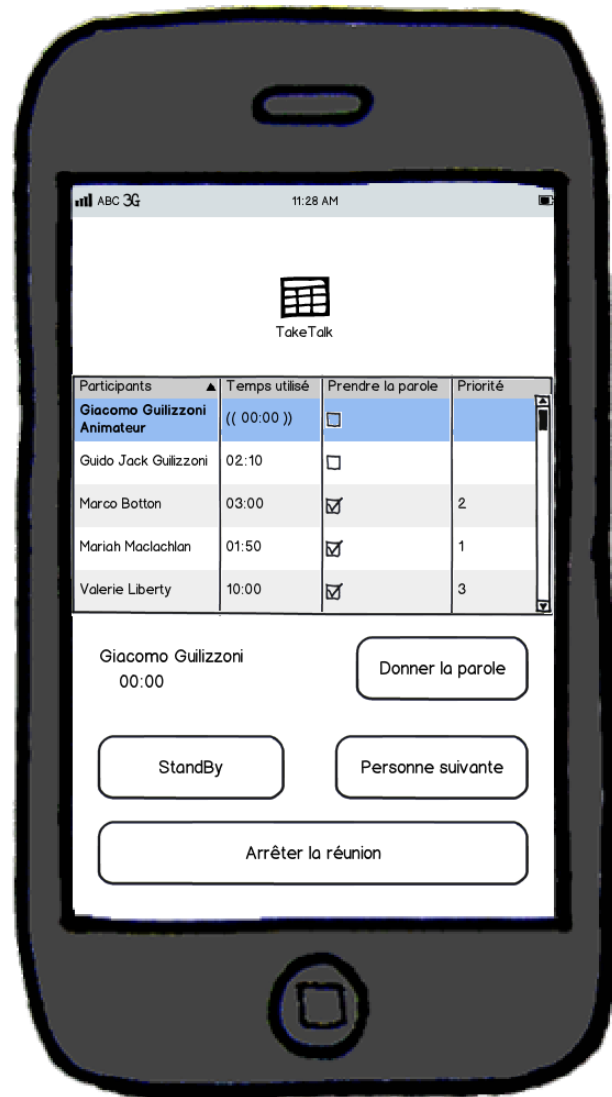 ABC 3G 11:28 AM
TakeTalk
Participants Temps utilisé Prendre la parole Priorité
Giacomo Guilizzoni
Animateur (( 00:00 ))
Guido Jack Guilizzoni 02:10
Marco Botton 03:00 2
Mariah Maclachlan 01:50 1
Valerie Liberty 10:00 3
Giacomo Guilizzoni
00:00
Donner la parole
StandBy Personne suivante
Arrêter la réunion